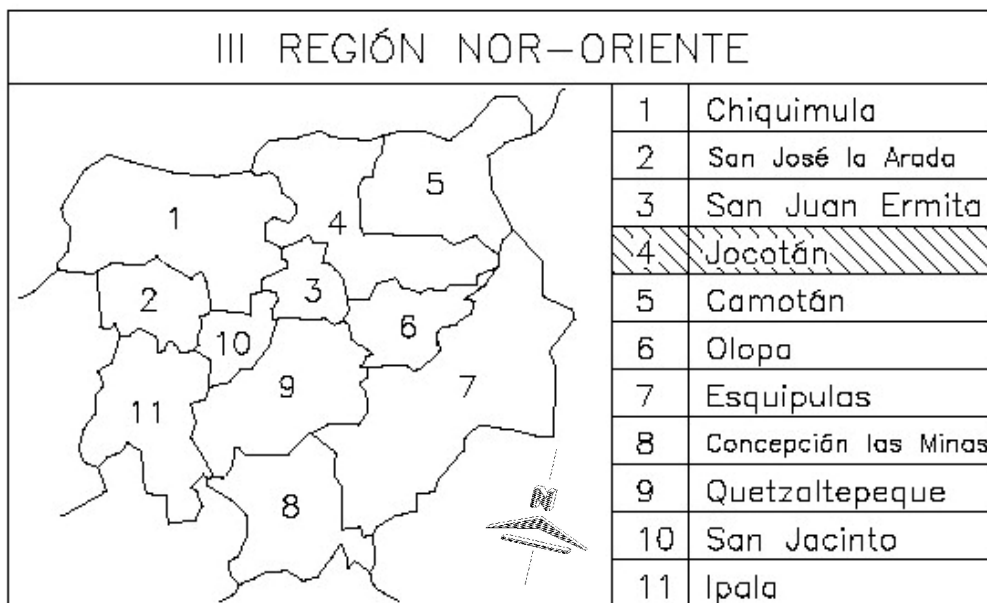 III REGIÓN NOR-ORIENTE
1 Chiquimula
2 San José la Arada
3 San Juan Ermita
4 Jocotán
5 Camotán
6 Olopa
7 Esquipulas
8 Concepción las Minas
9 Quetzaltepeque
10 San Jacinto
11 Ipala
5
1
4
3
2
6
10
9
7
11
8
N